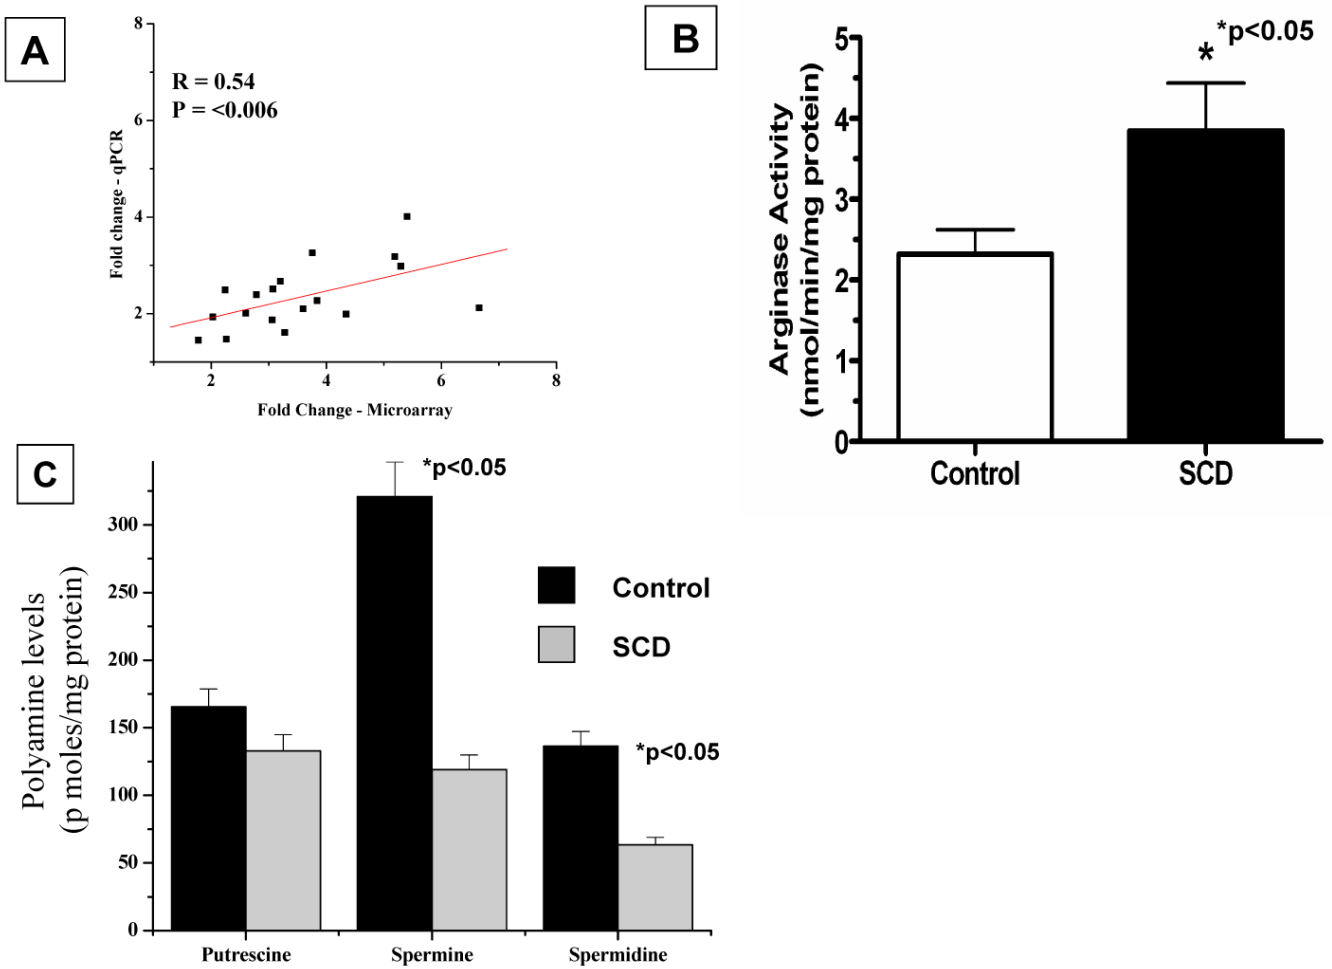 A
8
6
4
2
R = 0.54
P = <0.006
Fold change - qPCR
2
4
6
8
Fold Change - Microarray
B
*p<0.05
*
5
4
3
2
1
0
Arginase Activity
(nmol/min/mg protein)
Control
SCD
C
*p<0.05
300
250
200
150
100
50
0
Polyamine levels
(p moles/mg protein)
Control
SCD
*p<0.05
Putrescine
Spermine
Spermidine